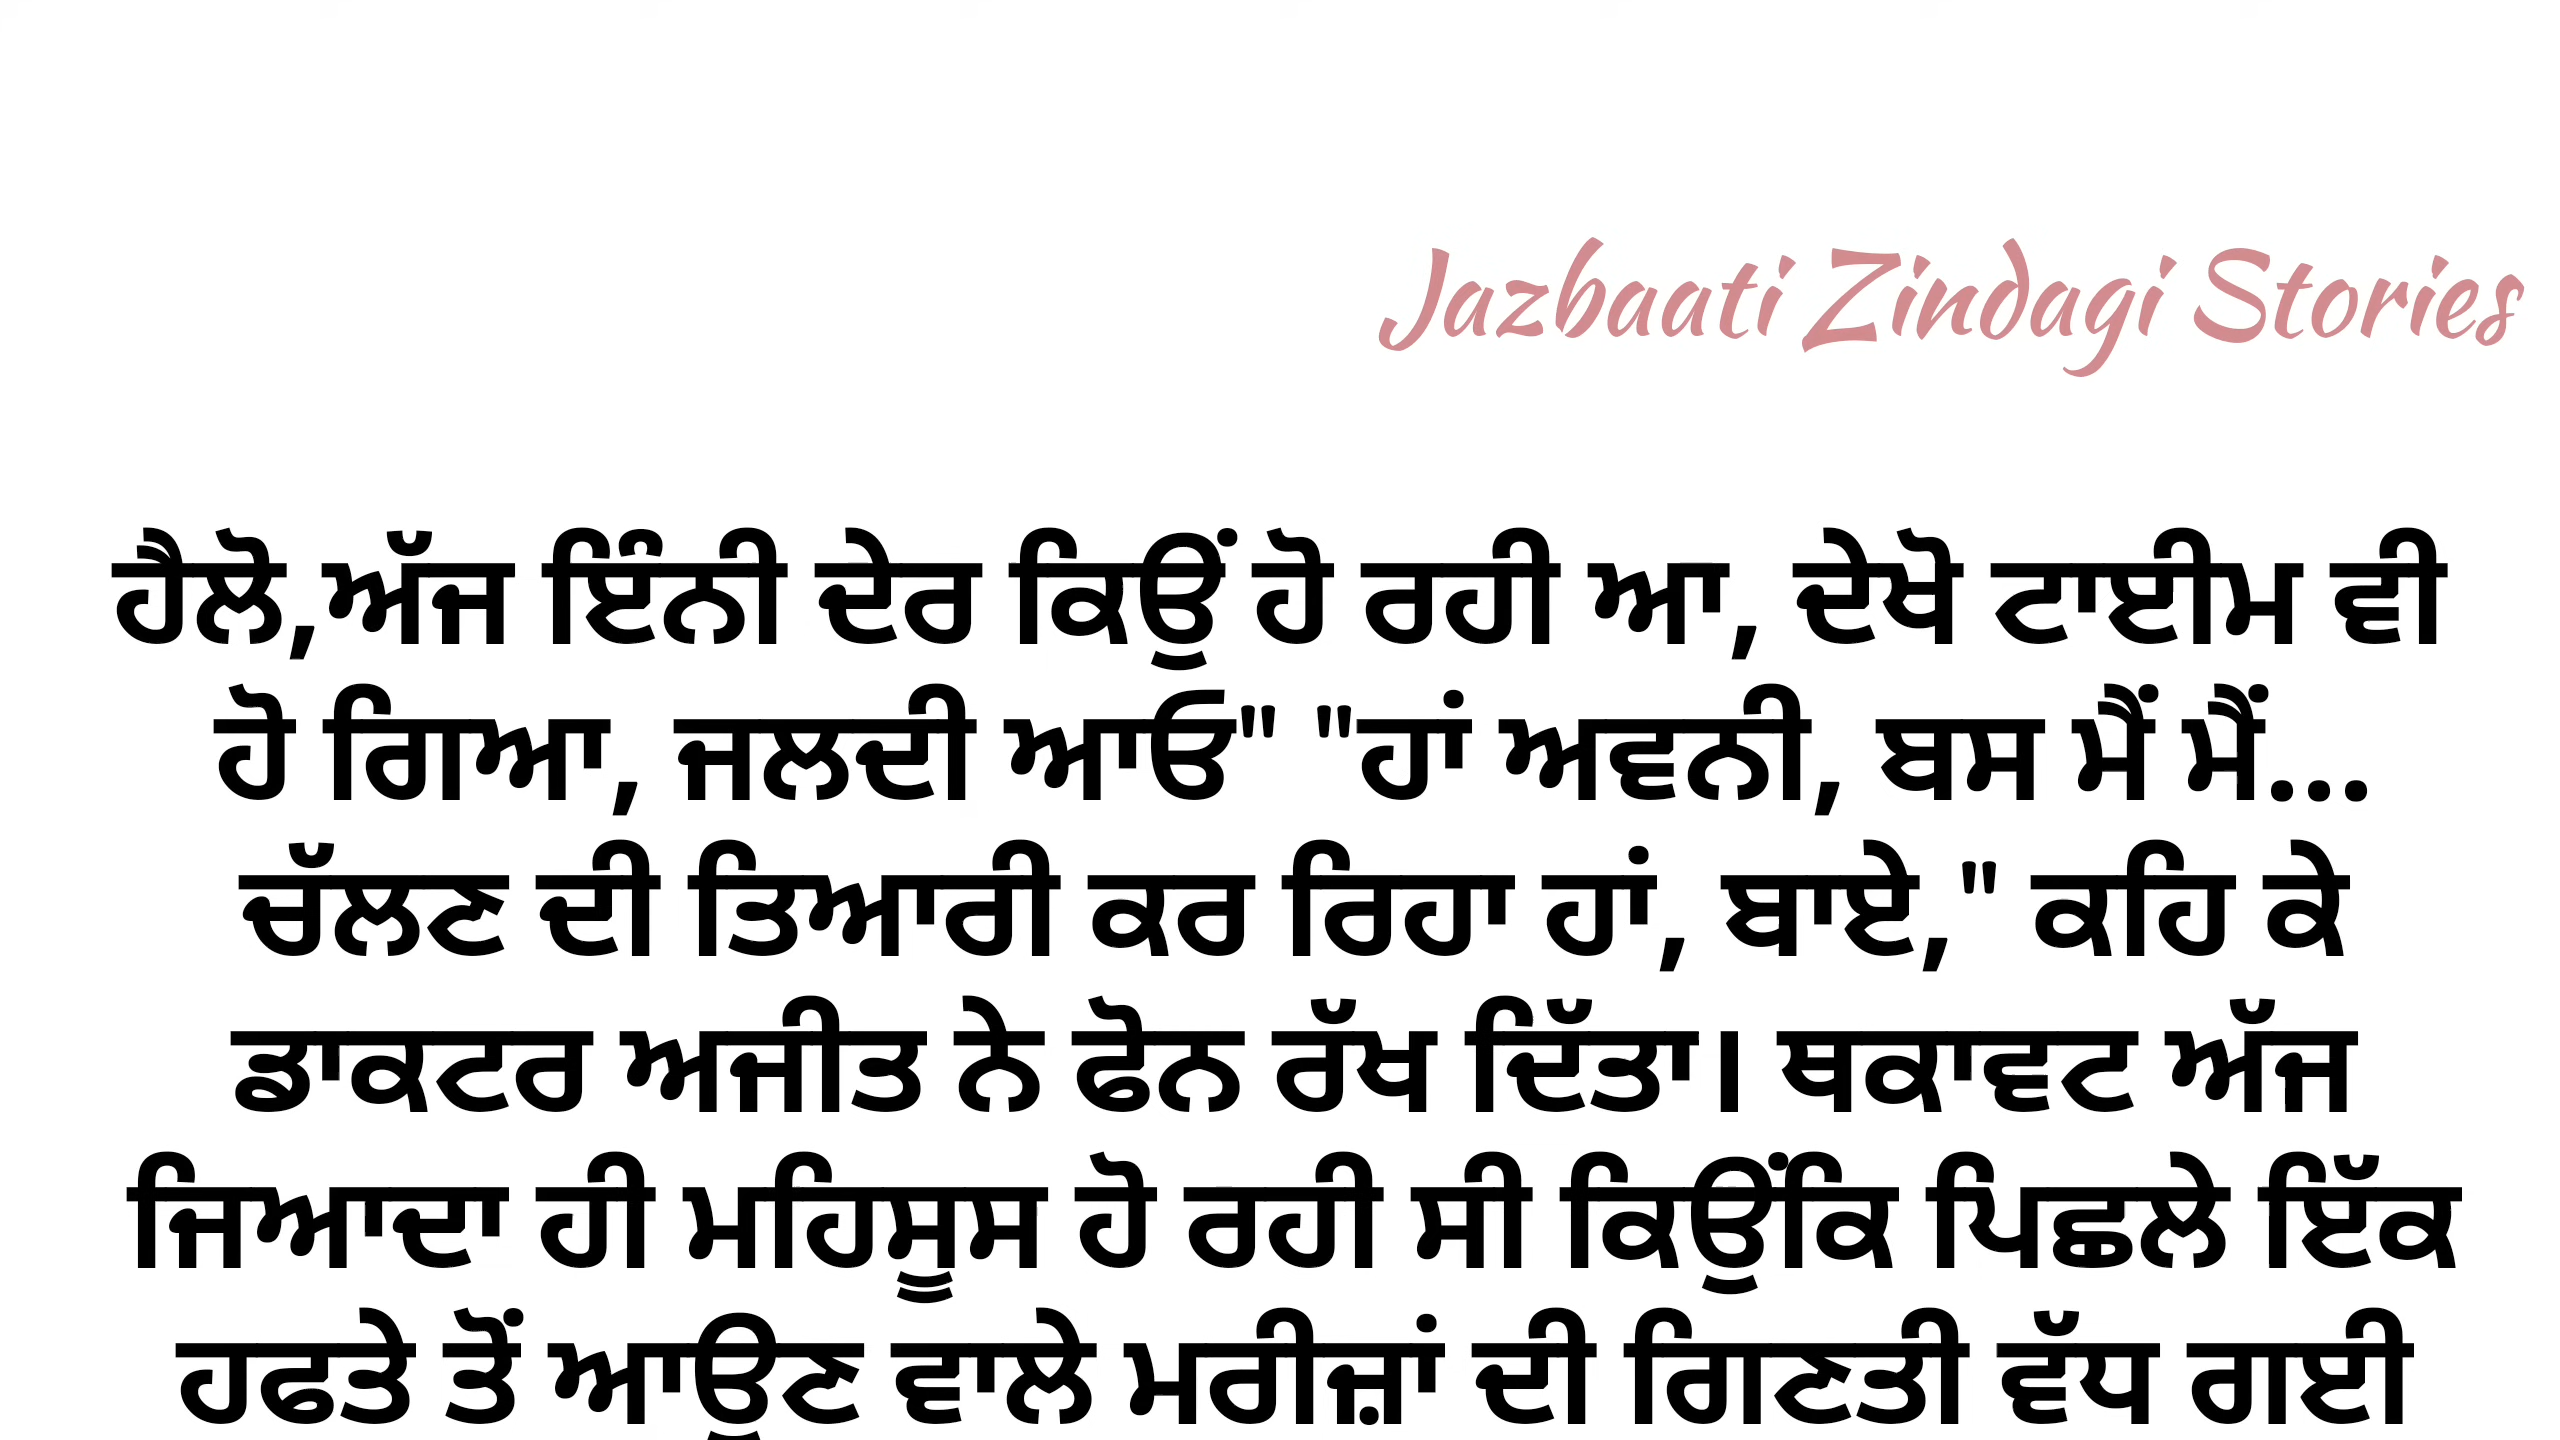 Jazbaati Zindagi Stories
ਹੈਲੋ,ਅੱਜ ਇੰਨੀ ਦੇਰ ਕਿਉਂ ਹੋ ਰਹੀ ਆ, ਦੇਖੋ ਟਾਈਮ ਵੀ
ਹੋ ਗਿਆ, ਜਲਦੀ ਆਓ" "ਹਾਂ ਅਵਨੀ, ਬਸ ਮੈਂ ਮੈਂ...
ਚੱਲਣ ਦੀ ਤਿਆਰੀ ਕਰ ਰਿਹਾ ਹਾਂ, ਬਾਏ," ਕਹਿ ਕੇ
ਡਾਕਟਰ ਅਜੀਤ ਨੇ ਫੋਨ ਰੱਖ ਦਿੱਤਾ। ਥਕਾਵਟ ਅੱਜ
ਜਿਆਦਾ ਹੀ ਮਹਿਸੂਸ ਹੋ ਰਹੀ ਸੀ ਕਿਉਂਕਿ ਪਿਛਲੇ ਇੱਕ
ਹਫਤੇ ਤੋਂ ਆਉਣ ਵਾਲੇ ਮਰੀਜ਼ਾਂ ਦੀ ਗਿਣਤੀ ਵੱਧ ਗਈ